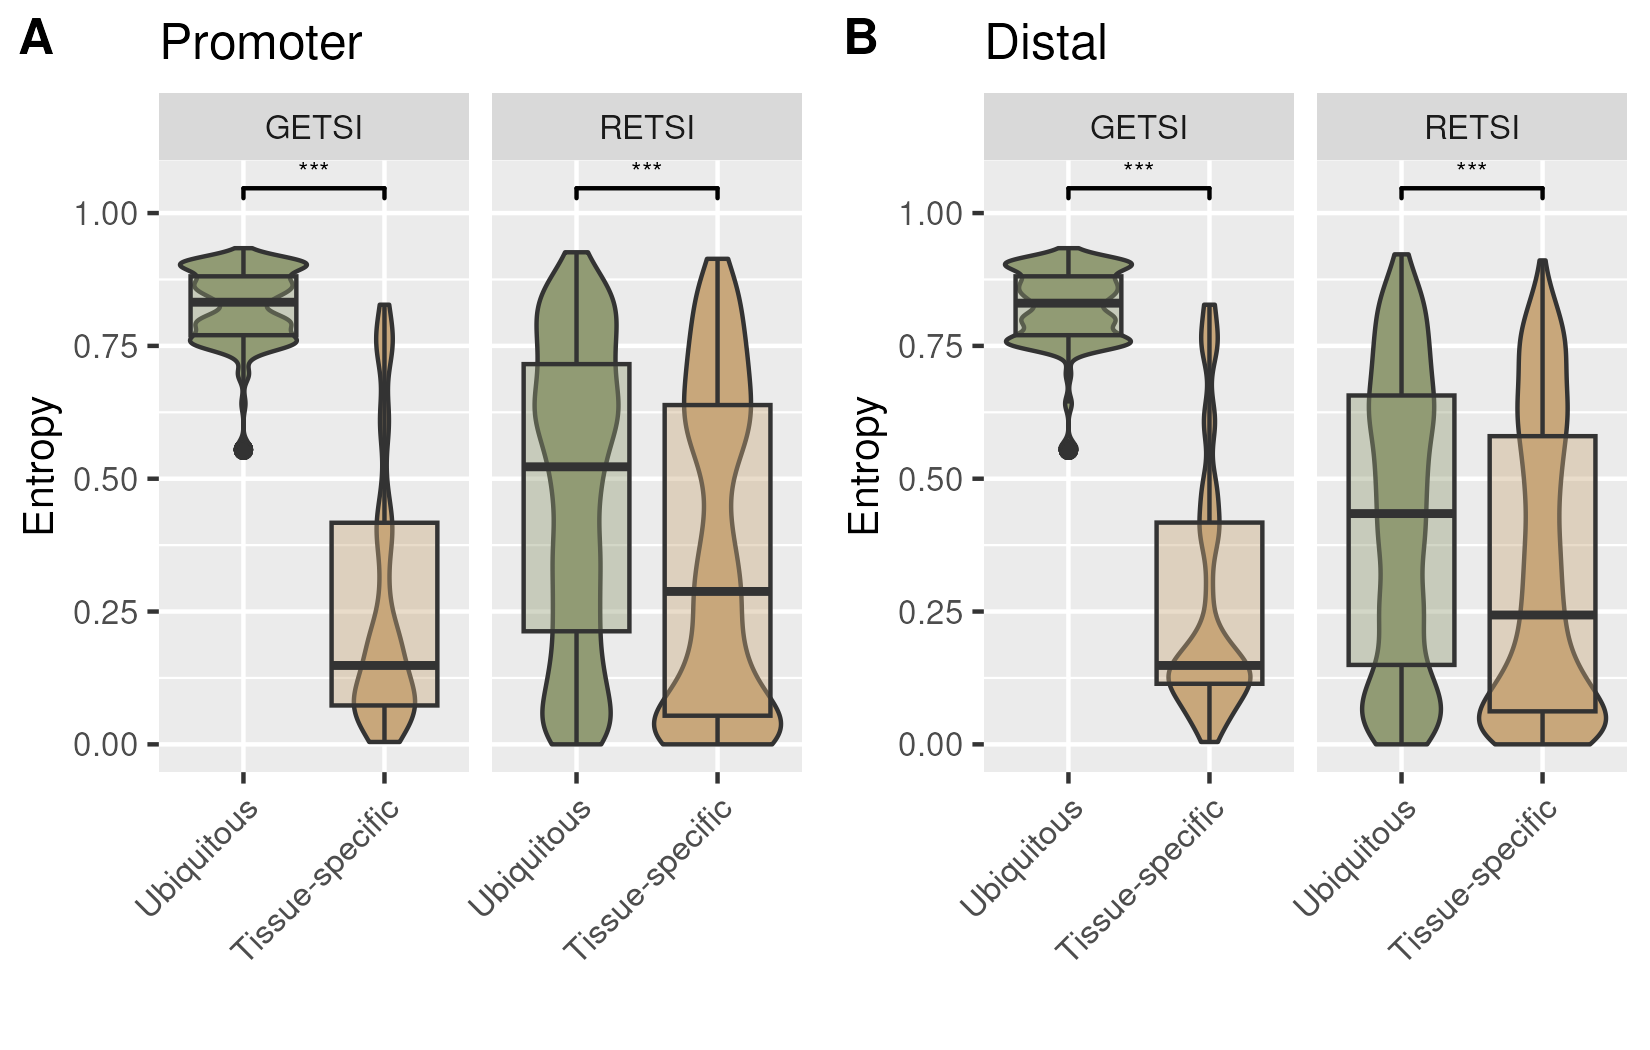 A Promoter
GETSI RETSI
*** ***
1.00
0.75
0.50
0.25
0.00
Entropy
Ubiquitous
Tissue-specific
Ubiquitous
Tissue-specific
B Distal
GETSI RETSI
*** ***
1.00
0.75
0.50
0.25
0.00
Entropy
Ubiquitous
Tissue-specific
Ubiquitous
Tissue-specific